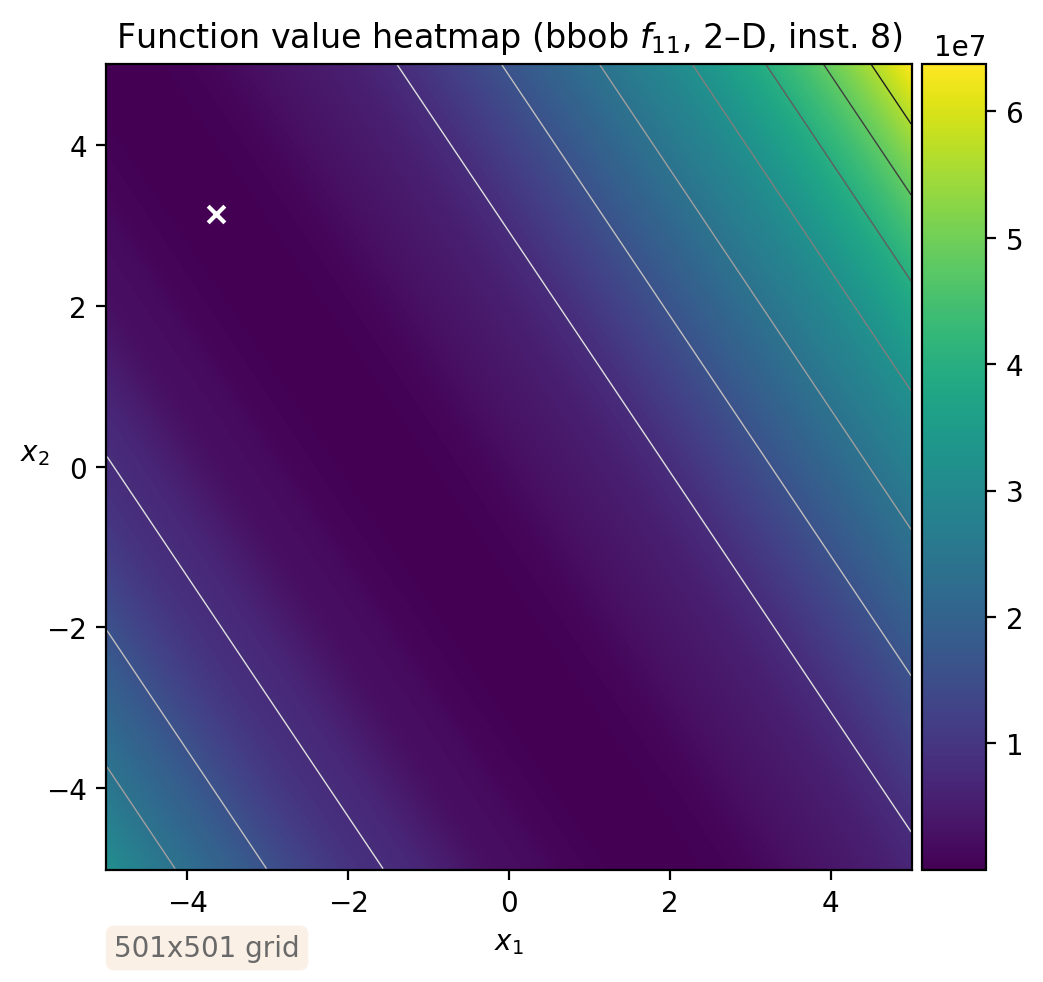 Function value heatmap (bbob f₁₁, 2–D, inst. 8)
1e7
6
5
4
3
2
1
4
2
0
−2
−4
x₂
−4 −2 0 2 4
x₁
501x501 grid